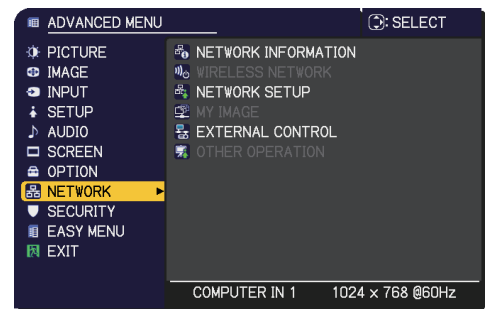 ADVANCED MENU
: SELECT
PICTURE
IMAGE
INPUT
SETUP
AUDIO
SCREEN
OPTION
NETWORK
SECURITY
EASY MENU
EXIT
NETWORK INFORMATION
WIRELESS NETWORK
NETWORK SETUP
MY IMAGE
EXTERNAL CONTROL
OTHER OPERATION
COMPUTER IN 1 1024 x 768 @60Hz